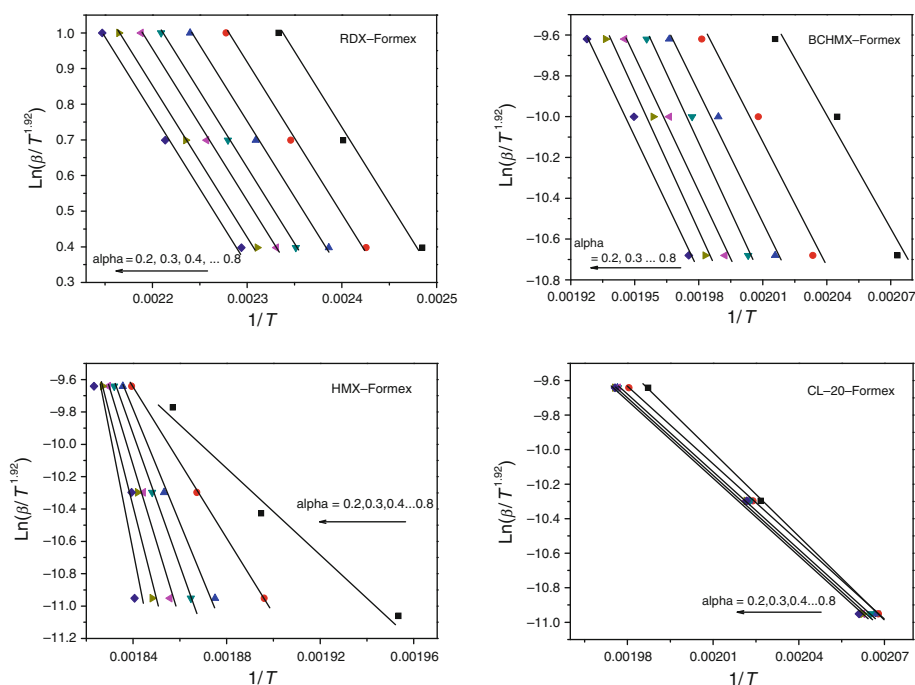 RDX–Formex
1.0
0.9
0.8
0.7
0.6
0.5
0.4
0.3
Ln(β/T^1.92)
alpha = 0.2, 0.3, 0.4, ... 0.8
0.0022 0.0023 0.0024 0.0025
1/T
BCHMX–Formex
−9.6
−9.8
−10.0
−10.2
−10.4
−10.6
−10.8
Ln(β/T^1.92)
alpha
= 0.2, 0.3 ... 0.8
0.00192 0.00195 0.00198 0.00201 0.00204 0.00207
1/T
HMX–Formex
−9.6
−9.8
−10.0
−10.2
−10.4
−10.6
−10.8
−11.0
−11.2
Ln(β/T^1.92)
alpha = 0.2,0.3,0.4...0.8
0.00184 0.00188 0.00192 0.00196
1/T
CL–20–Formex
−9.6
−9.8
−10.0
−10.2
−10.4
−10.6
−10.8
−11.0
Ln(β/T^1.92)
alpha = 0.2,0.3,0.4...0.8
0.00198 0.00201 0.00204 0.00207
1/T